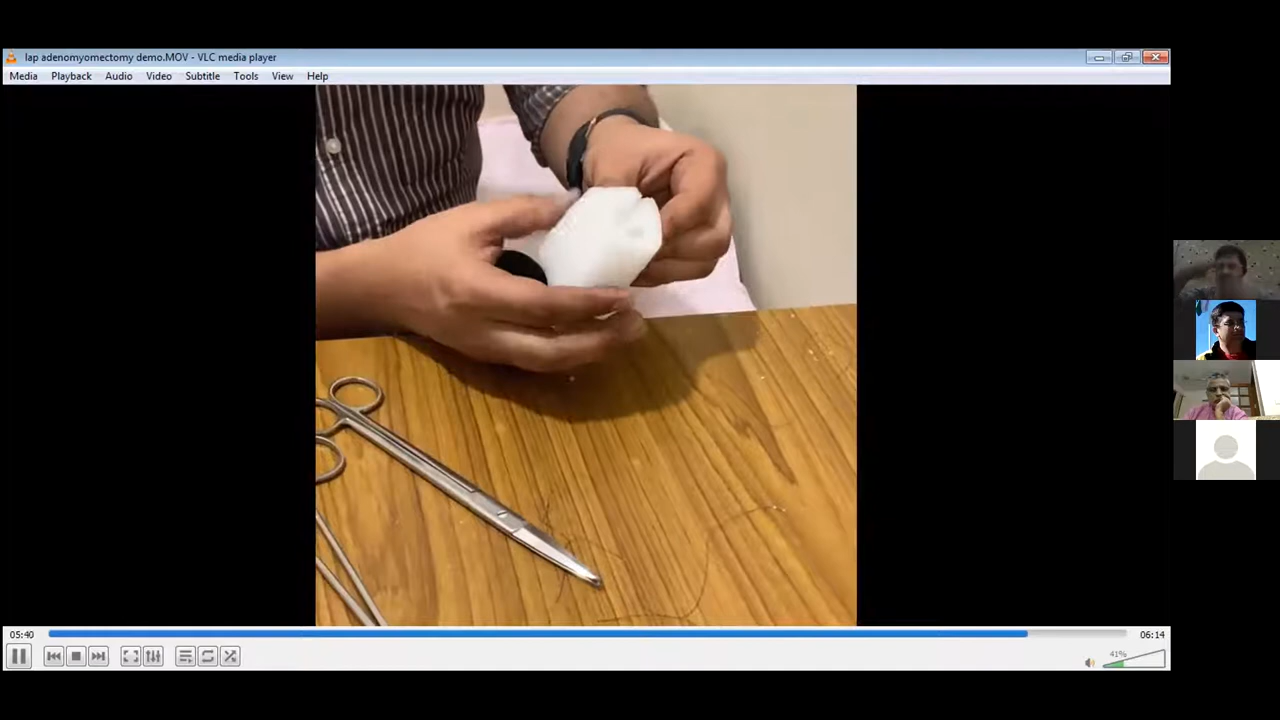 lap adenomyomectomy demo.MOV - VLC media player
Media Playback Audio Video Subtitle Tools View Help
05:40 06:14
41%